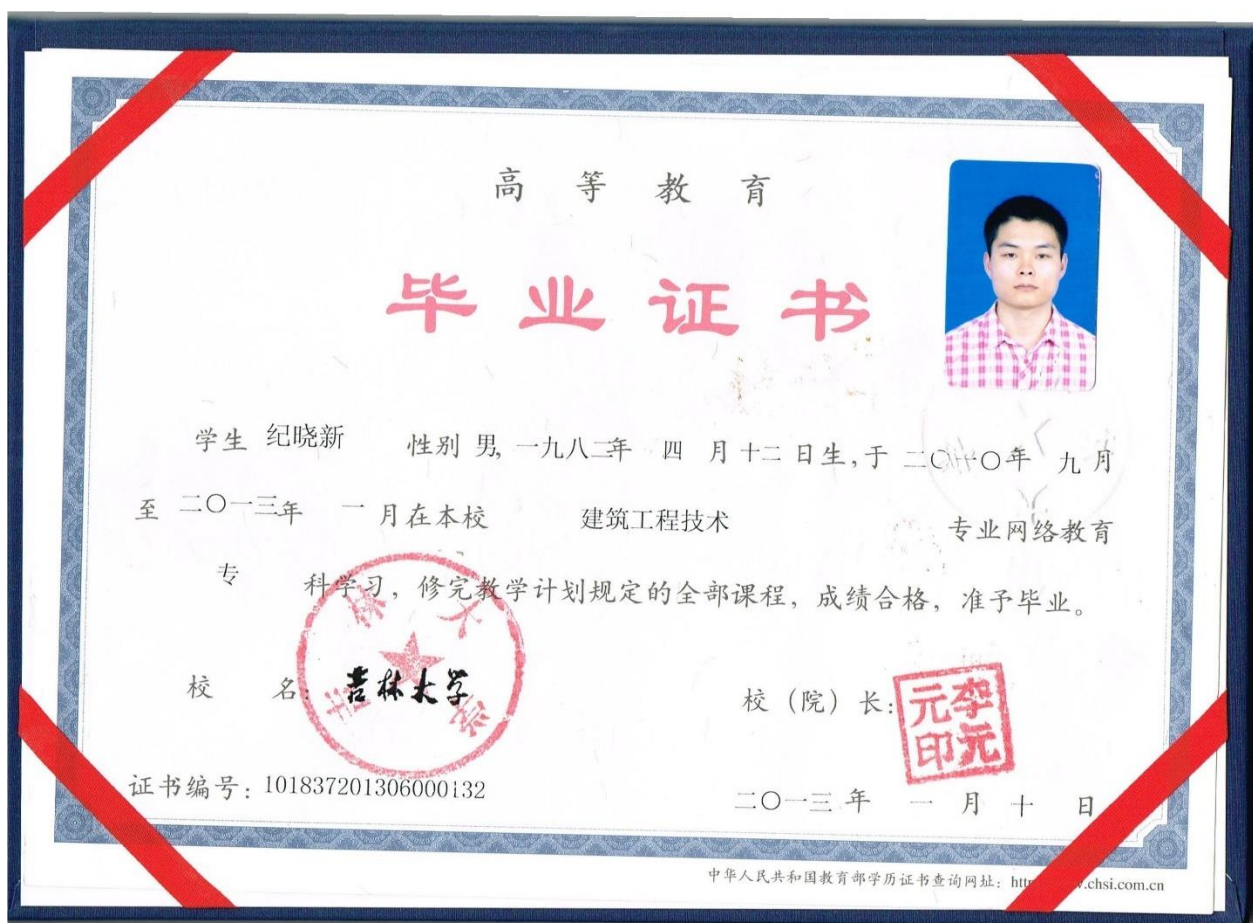 高等教育
毕业证书
学生 纪晓新 性别 男, 一九八二年 四 月 十二 日生,于 二〇一〇年 九 月
至 二〇一三年 一 月在本校 建筑工程技术 专业网络教育
专 科学习，修完教学计划规定的全部课程，成绩合格，准予毕业。
校 名: 吉林大学
吉林大学
校（院）长:
李元元印
证书编号: 101837201306000132
二〇一三 年 一 月 十 日
中华人民共和国教育部学历证书查询网址: chsi.com.cn